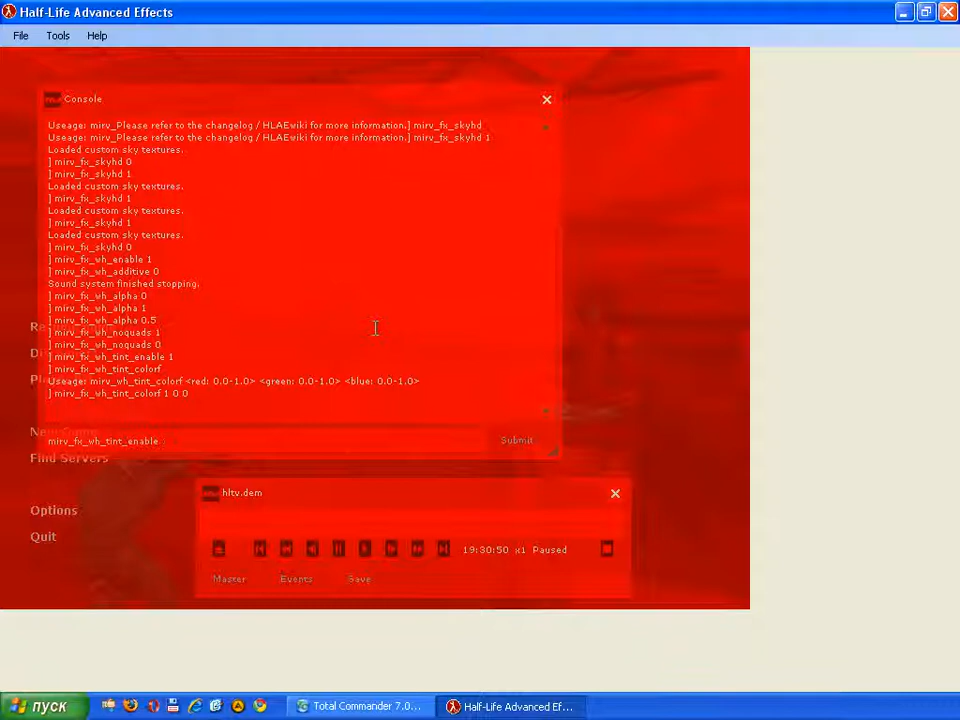 Half-Life Advanced Effects
File Tools Help
Console
Useage: mirv_Please refer to the changelog / HLAEwiki for more information.] mirv_fx_skyhd
Useage: mirv_Please refer to the changelog / HLAEwiki for more information.] mirv_fx_skyhd 1
Loaded custom sky textures.
] mirv_fx_skyhd 0
] mirv_fx_skyhd 1
Loaded custom sky textures.
] mirv_fx_skyhd 1
Loaded custom sky textures.
] mirv_fx_skyhd 1
Loaded custom sky textures.
] mirv_fx_skyhd 0
] mirv_fx_wh_enable 1
] mirv_fx_wh_additive 0
Sound system finished stopping.
] mirv_fx_wh_alpha 0
] mirv_fx_wh_alpha 1
] mirv_fx_wh_alpha 0.5
] mirv_fx_wh_noquads 1
] mirv_fx_wh_noquads 0
] mirv_fx_wh_tint_enable 1
] mirv_fx_wh_tint_colorf
Useage: mirv_wh_tint_colorf <red: 0.0-1.0> <green: 0.0-1.0> <blue: 0.0-1.0>
] mirv_fx_wh_tint_colorf 1 0 0
mirv_fx_wh_tint_enable
Submit
Find Servers
Options
Quit
hltv.dem
19:30:50 x1 Paused
Master Events Save
пуск
Total Commander 7.0...
Half-Life Advanced Ef...